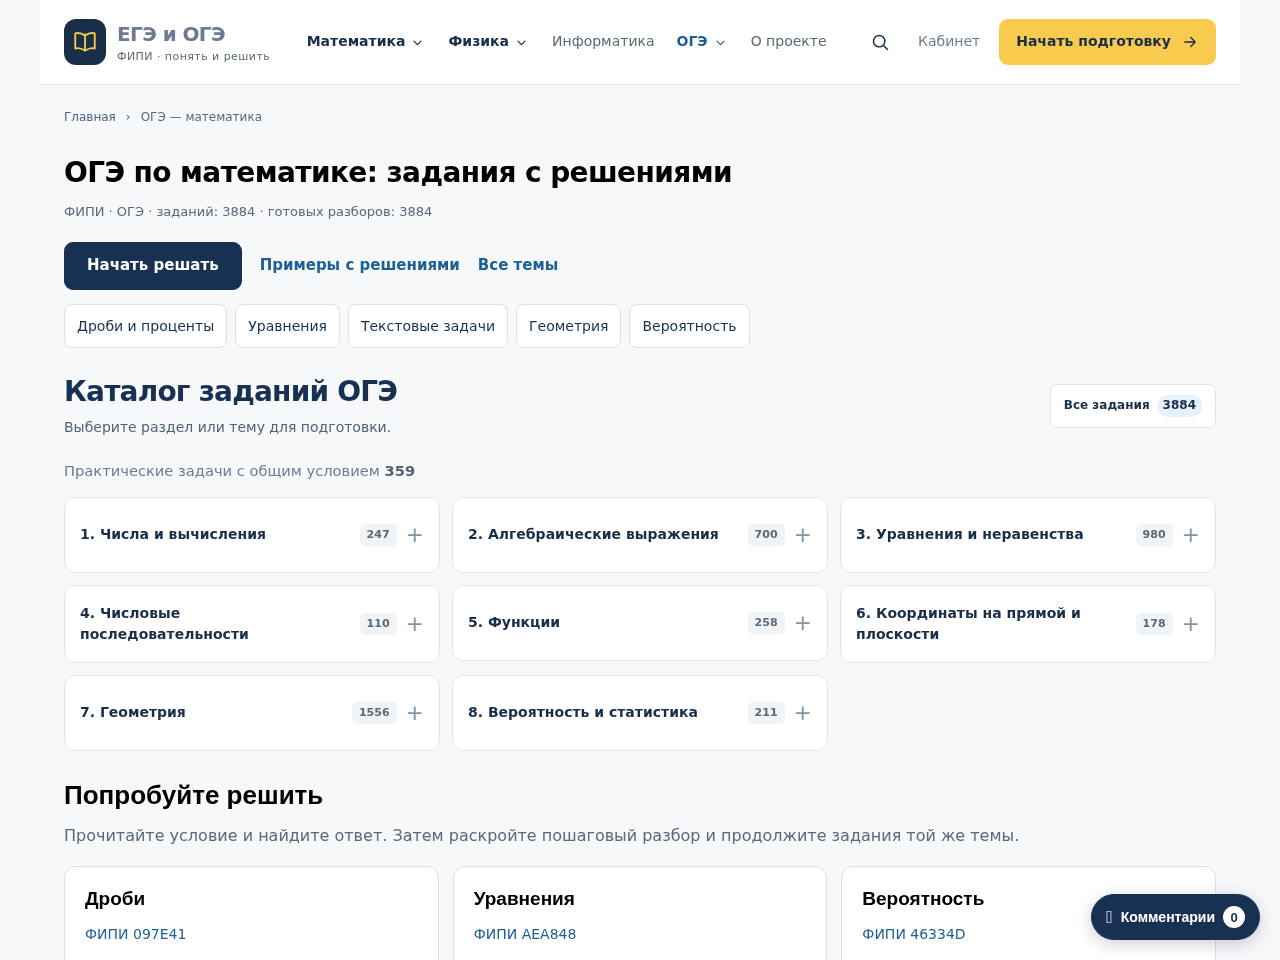 ЕГЭ и ОГЭ
ФИПИ · понять и решить
Математика
Физика
Информатика
ОГЭ
О проекте
Кабинет
Начать подготовку →
Главная › ОГЭ — математика
ОГЭ по математике: задания с решениями
ФИПИ · ОГЭ · заданий: 3884 · готовых разборов: 3884
Начать решать
Примеры с решениями
Все темы
Дроби и проценты
Уравнения
Текстовые задачи
Геометрия
Вероятность
Каталог заданий ОГЭ
Выберите раздел или тему для подготовки.
Все задания 3884
Практические задачи с общим условием 359
1. Числа и вычисления 247 +
2. Алгебраические выражения 700 +
3. Уравнения и неравенства 980 +
4. Числовые
последовательности 110 +
5. Функции 258 +
6. Координаты на прямой и
плоскости 178 +
7. Геометрия 1556 +
8. Вероятность и статистика 211 +
Попробуйте решить
Прочитайте условие и найдите ответ. Затем раскройте пошаговый разбор и продолжите задания той же темы.
Дроби
ФИПИ 097E41
Уравнения
ФИПИ AEA848
Вероятность
ФИПИ 46334D
Комментарии 0